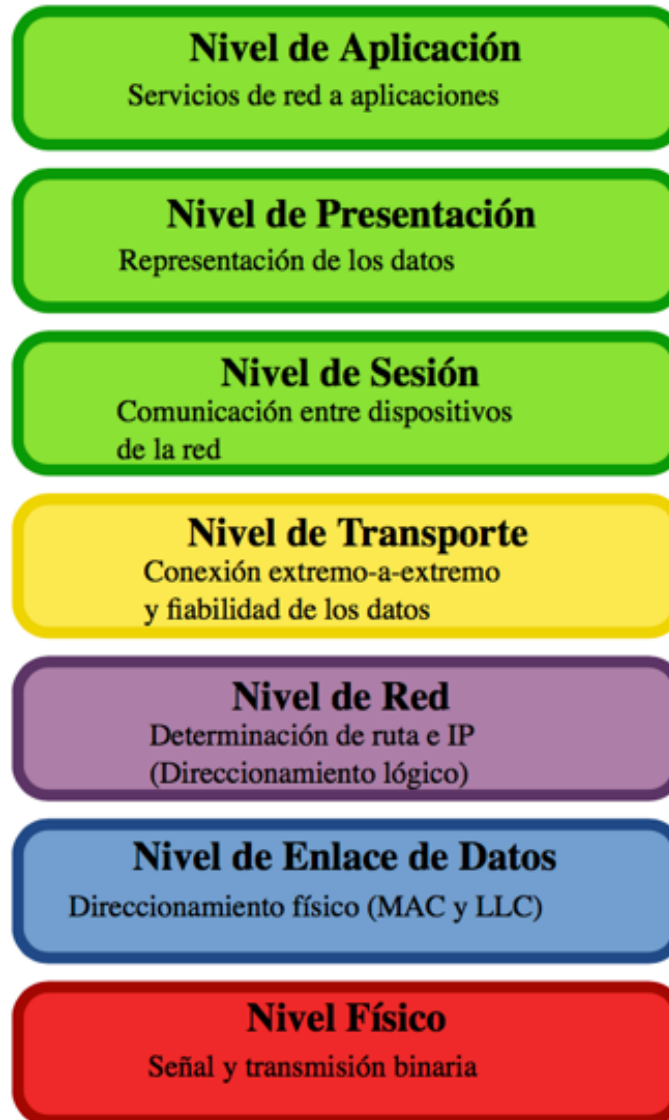 Nivel de Aplicación
Servicios de red a aplicaciones
Nivel de Presentación
Representación de los datos
Nivel de Sesión
Comunicación entre dispositivos
de la red
Nivel de Transporte
Conexión extremo-a-extremo
y fiabilidad de los datos
Nivel de Red
Determinación de ruta e IP
(Direccionamiento lógico)
Nivel de Enlace de Datos
Direccionamiento físico (MAC y LLC)
Nivel Físico
Señal y transmisión binaria